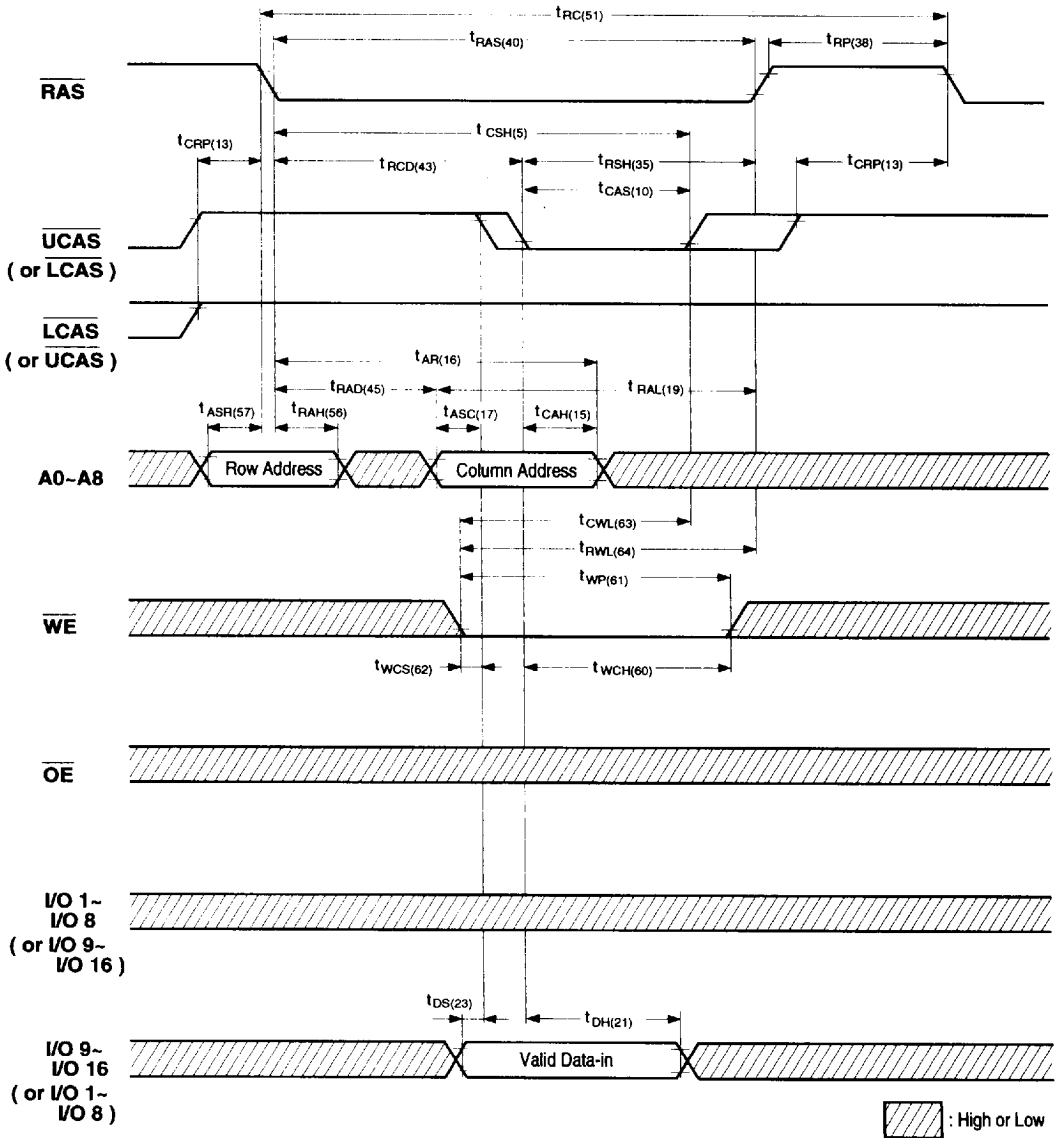 tRC(51)
tRAS(40)
tRP(38)
RAS
tCSH(5)
tCRP(13)
tRCD(43)
tRSH(35)
tCRP(13)
tCAS(10)
UCAS
( or LCAS )
LCAS
( or UCAS )
tAR(16)
tRAD(45)
tRAL(19)
tASR(57)
tRAH(56)
tASC(17)
tCAH(15)
A0~A8
Row Address
Column Address
tCWL(63)
tRWL(64)
tWP(61)
WE
tWCS(62)
tWCH(60)
OE
I/O 1~
I/O 8
( or I/O 9~
I/O 16 )
tDS(23)
tDH(21)
I/O 9~
I/O 16
( or I/O 1~
I/O 8 )
Valid Data-in
: High or Low